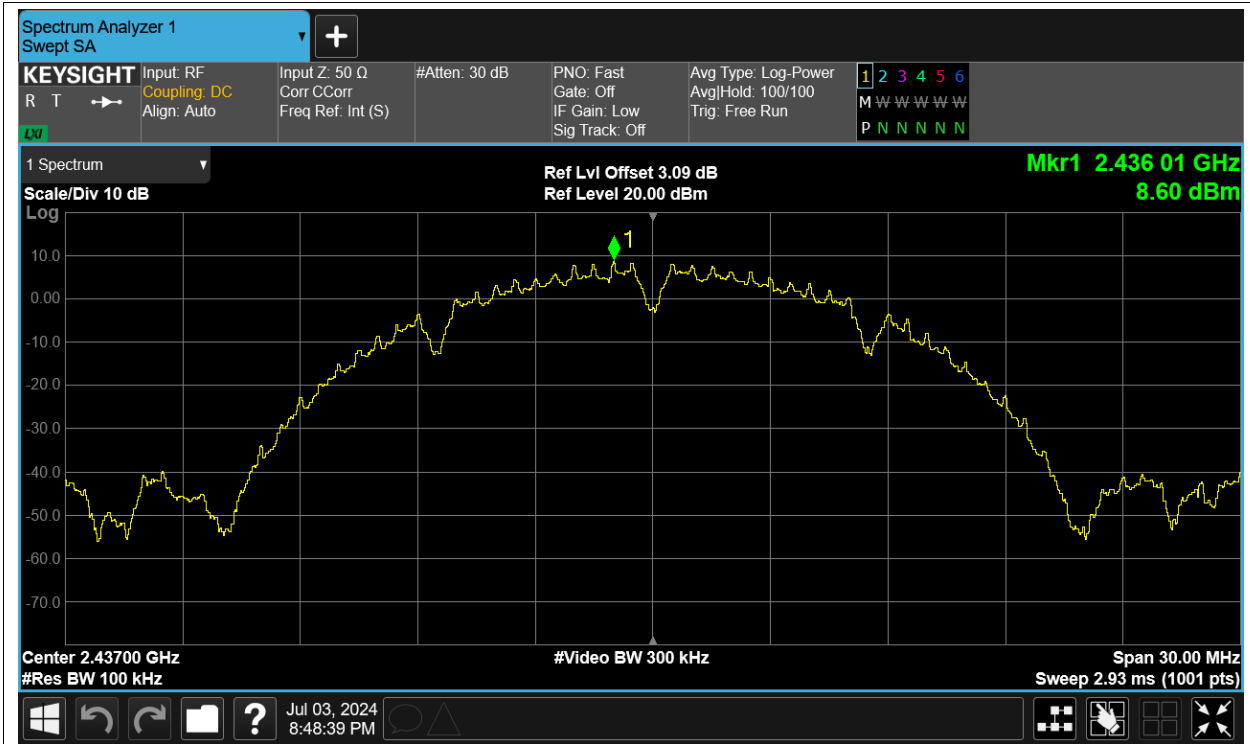 Spectrum Analyzer 1
Swept SA
KEYSIGHT
R T
LXI
Input: RF
Coupling: DC
Align: Auto
Input Z: 50 Ω
Corr CCorr
Freq Ref: Int (S)
#Atten: 30 dB
PNO: Fast
Gate: Off
IF Gain: Low
Sig Track: Off
Avg Type: Log-Power
Avg|Hold: 100/100
Trig: Free Run
1 2 3 4 5 6
M W W W W W
P N N N N N
1 Spectrum
Scale/Div 10 dB
Log
Ref Lvl Offset 3.09 dB
Ref Level 20.00 dBm
Mkr1 2.436 01 GHz
8.60 dBm
1
10.0
0.00
-10.0
-20.0
-30.0
-40.0
-50.0
-60.0
-70.0
Center 2.43700 GHz
#Res BW 100 kHz
#Video BW 300 kHz
Span 30.00 MHz
Sweep 2.93 ms (1001 pts)
?
Jul 03, 2024
8:48:39 PM